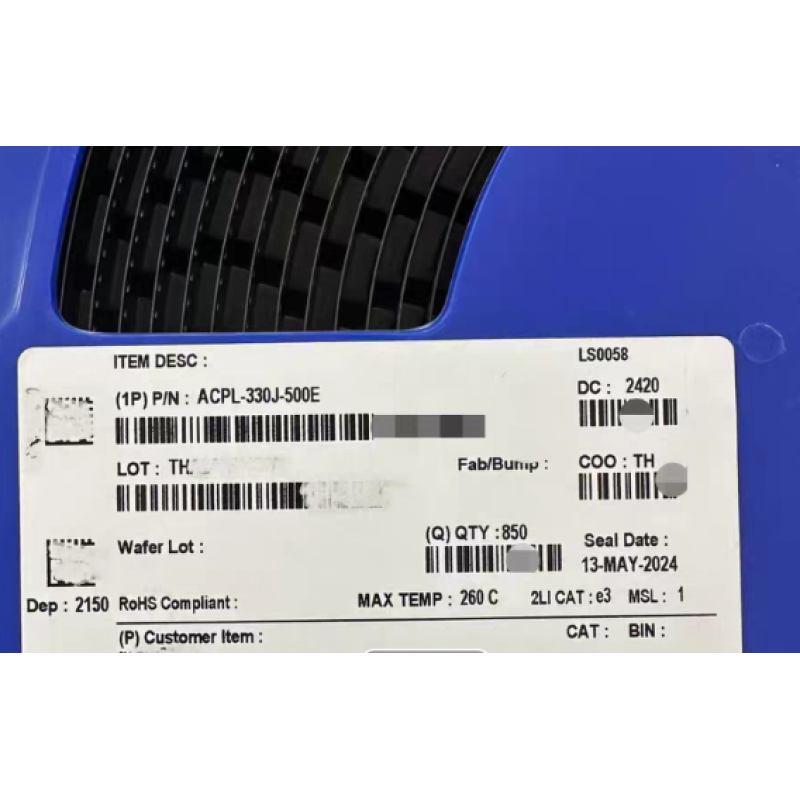 ITEM DESC :
LS0058
(1P) P/N : ACPL-330J-500E
DC : 2420
LOT : TH
Fab/Bump :
COO : TH
Wafer Lot :
(Q) QTY :850
Seal Date :
13-MAY-2024
Dep : 2150 RoHS Compliant :
MAX TEMP : 260 C
2LI CAT : e3 MSL : 1
(P) Customer Item :
CAT : BIN :